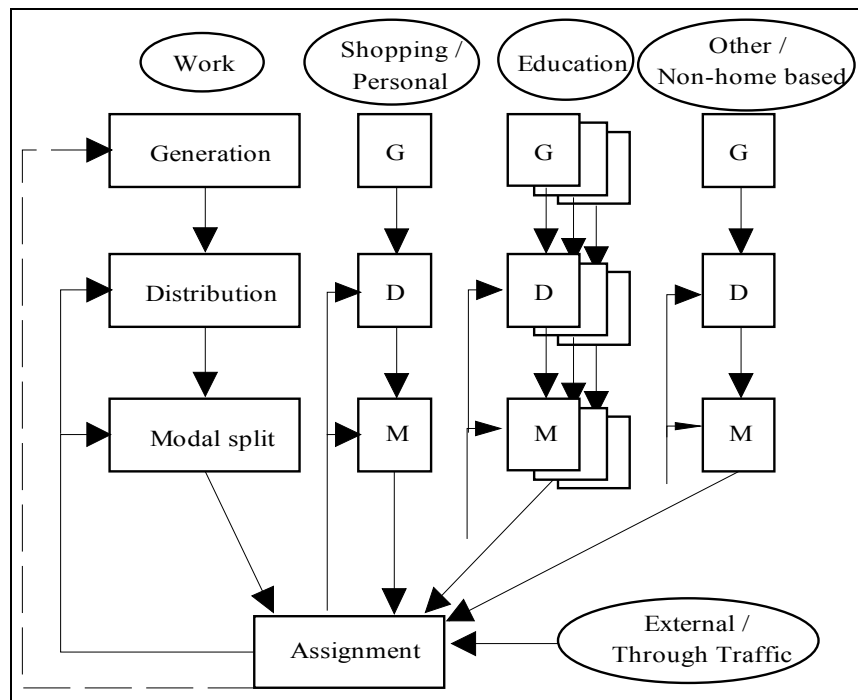 Work
Shopping /
Personal
Education
Other /
Non-home based
Generation
G
G
G
Distribution
D
D
D
Modal split
M
M
M
Assignment
External /
Through Traffic